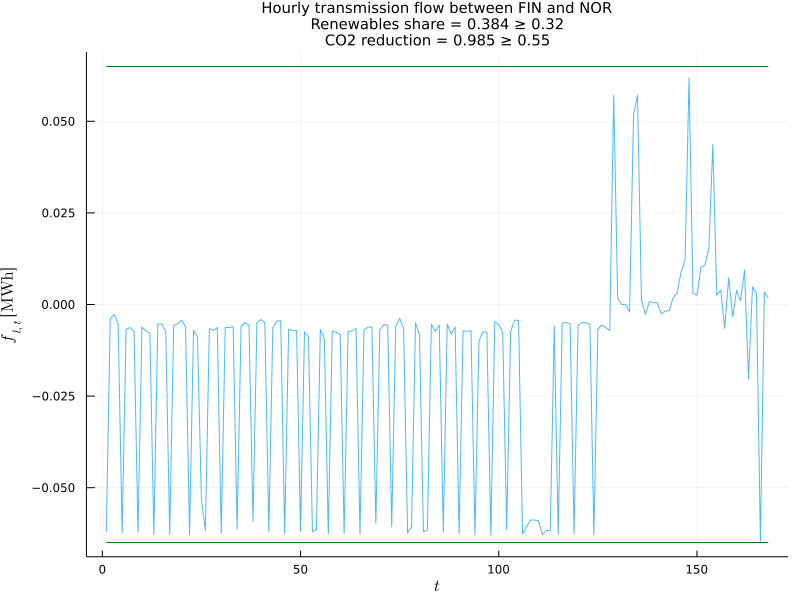 Hourly transmission flow between FIN and NOR
Renewables share = 0.384 ≥ 0.32
CO2 reduction = 0.985 ≥ 0.55
0.050
0.025
0.000
−0.025
−0.050
f_{l,t} [MWh]
0 50 100 150
t